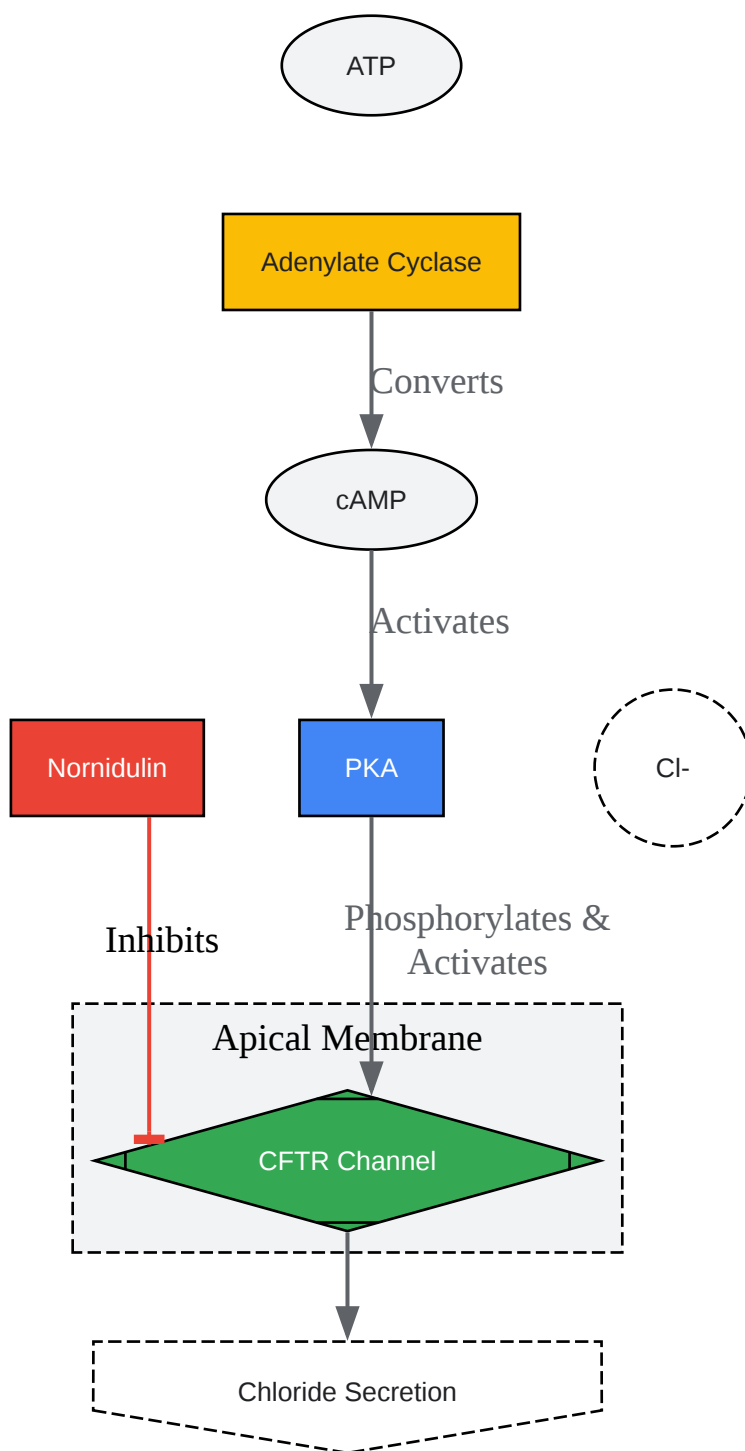 ATP
Adenylate Cyclase
Converts
cAMP
Activates
Nornidulin
PKA
Cl-
Inhibits
Phosphorylates &
Activates
Apical Membrane
CFTR Channel
Chloride Secretion